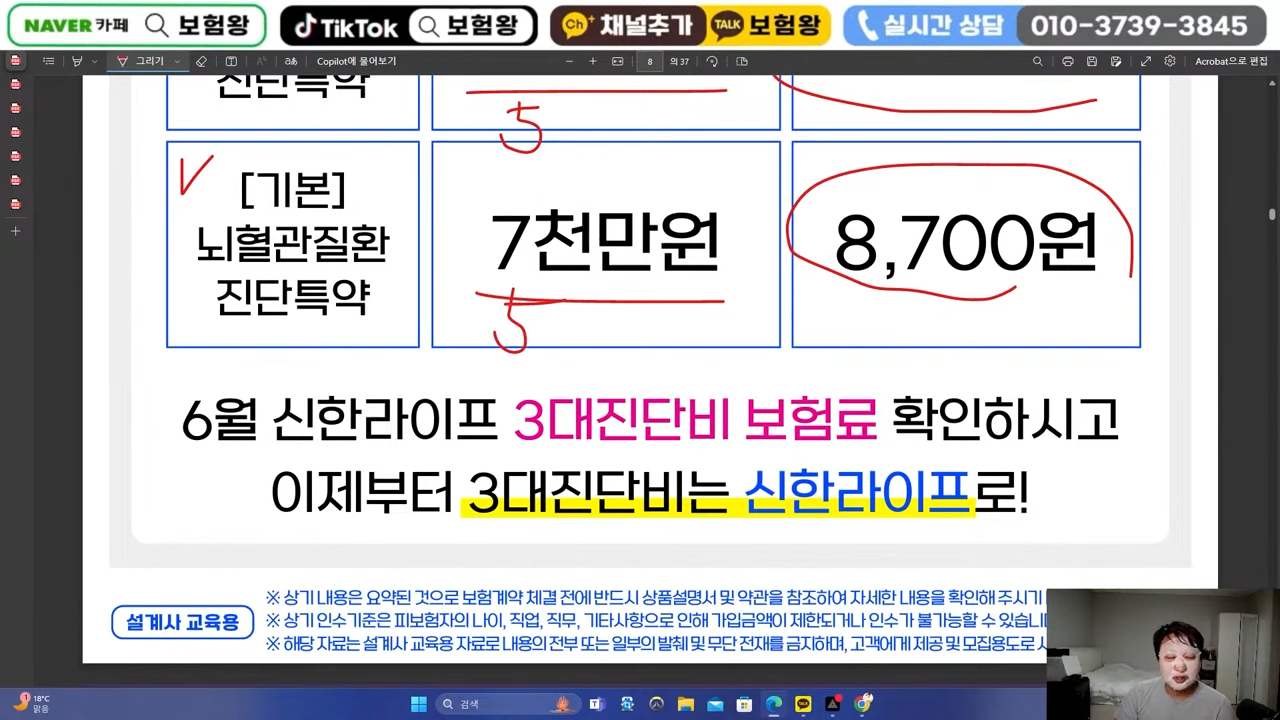 NAVER 카페 보험왕 TikTok 보험왕 Ch+ 채널추가 TALK 보험왕 실시간 상담 010-3739-3845
그리기 Copilot에 물어보기 8 의 37 Acrobat으로 편집
진단특약
5
[기본]
뇌혈관질환
진단특약
7천만원
5
8,700원
6월 신한라이프 3대진단비 보험료 확인하시고
이제부터 3대진단비는 신한라이프로!
설계사 교육용
※ 상기 내용은 요약된 것으로 보험계약 체결 전에 반드시 상품설명서 및 약관을 참조하여 자세한 내용을 확인해 주시기
※ 상기 인수기준은 피보험자의 나이, 직업, 직무, 기타사항으로 인해 가입금액이 제한되거나 인수가 불가능할 수 있습니
※ 해당 자료는 설계사 교육용 자료로 내용의 전부 또는 일부의 발췌 및 무단 전재를 금지하며, 고객에게 제공 및 모집용도로 사
1 18°C
맑음
검색